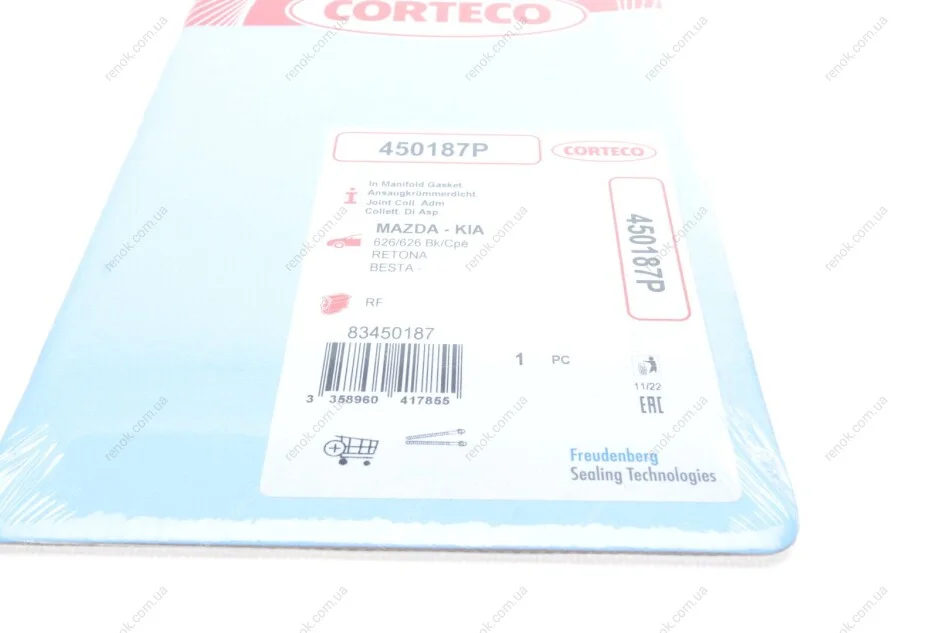 CORTECO
450187P
CORTECO
In Manifold Gasket
Ansaugkrümmerdicht.
Joint Coll. Adm
Collett. Di Asp
MAZDA - KIA
626/626 Bk/Cpè
RETONA
BESTA -
RF
450187P
83450187
3 358960 417855
1 PC
11/22
EAC
Freudenberg
Sealing Technologies
renok.com.ua